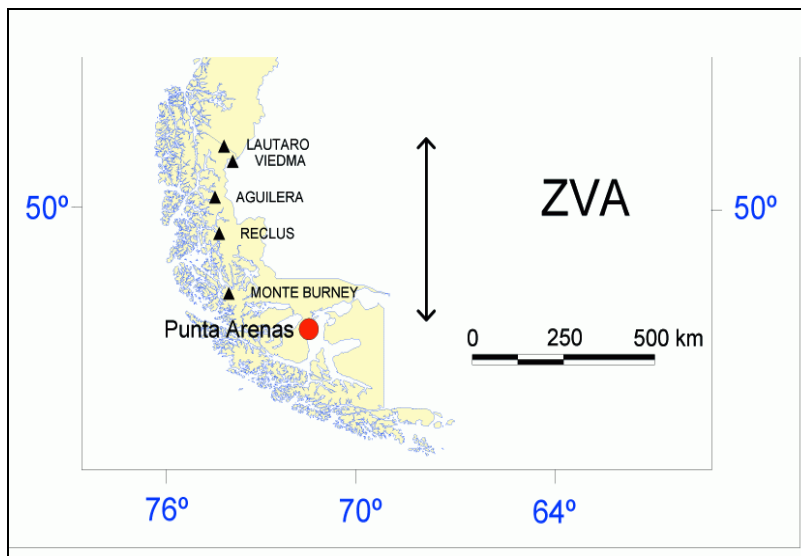 LAUTARO
VIEDMA
ZVA
50º
AGUILERA
50º
RECLUS
MONTE BURNEY
Punta Arenas
0 250 500 km
76º 70º 64º